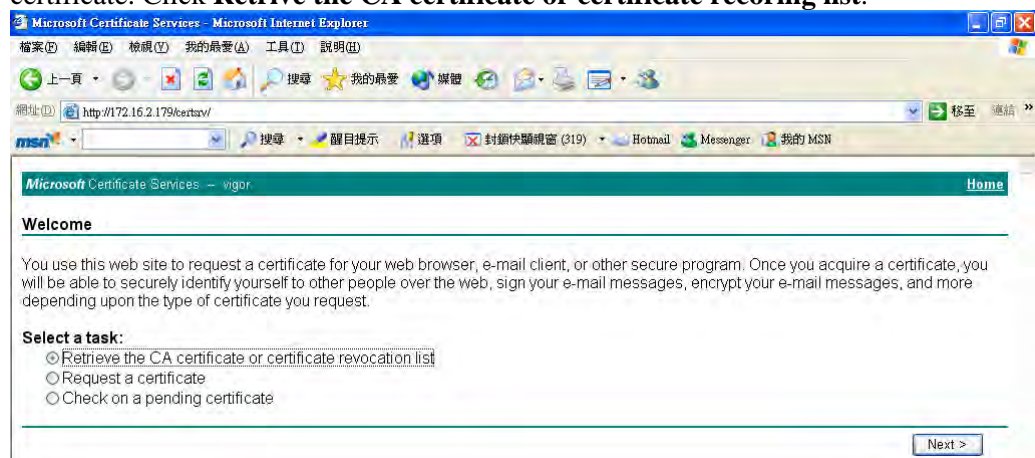 certificate. Click Retrive the CA certificate or certificate recoring list.
Microsoft Certificate Services - Microsoft Internet Explorer
檔案(F) 編輯(E) 檢視(V) 我的最愛(A) 工具(T) 說明(H)
上一頁 搜尋 我的最愛 媒體
網址(D) http://172.16.2.179/certsrv/ 移至 連結 »
msn 搜尋 醒目提示 選項 封鎖快顯視窗 (319) Hotmail Messenger 我的 MSN
Microsoft Certificate Services -- vigor Home
Welcome
You use this web site to request a certificate for your web browser, e-mail client, or other secure program. Once you acquire a certificate, you
will be able to securely identify yourself to other people over the web, sign your e-mail messages, encrypt your e-mail messages, and more
depending upon the type of certificate you request.
Select a task:
Retrieve the CA certificate or certificate revocation list
Request a certificate
Check on a pending certificate
Next >